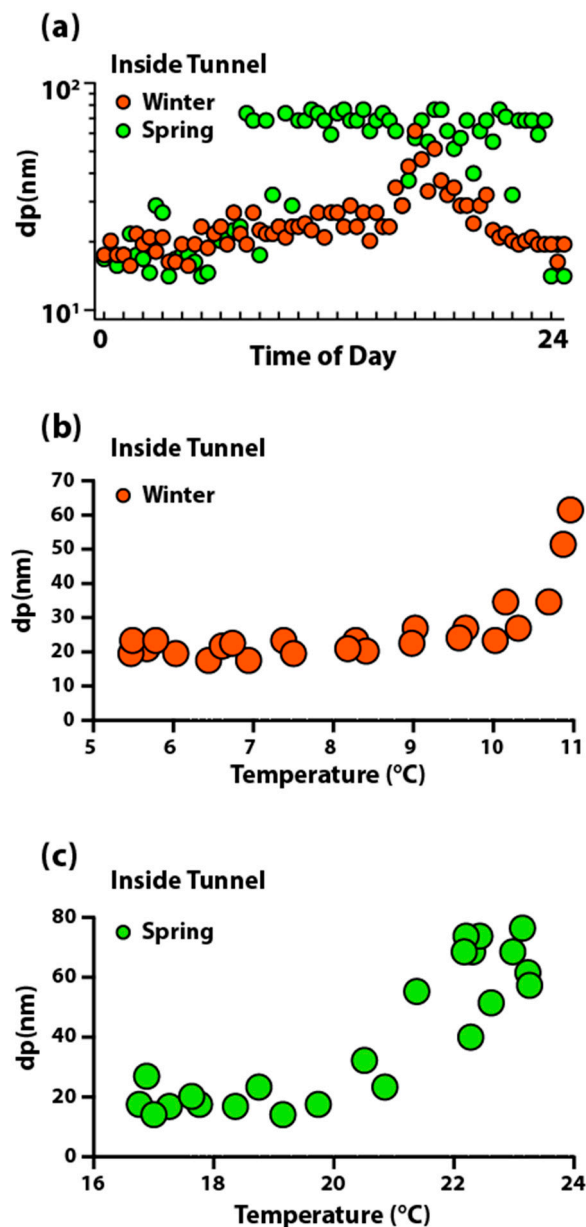 (a)
Inside Tunnel
Winter
Spring
10²
dp(nm)
10¹
0
24
Time of Day
(b)
Inside Tunnel
Winter
70
60
50
40
30
20
10
0
dp(nm)
5 6 7 8 9 10 11
Temperature (°C)
(c)
Inside Tunnel
Spring
80
60
40
20
0
dp(nm)
16 18 20 22 24
Temperature (°C)